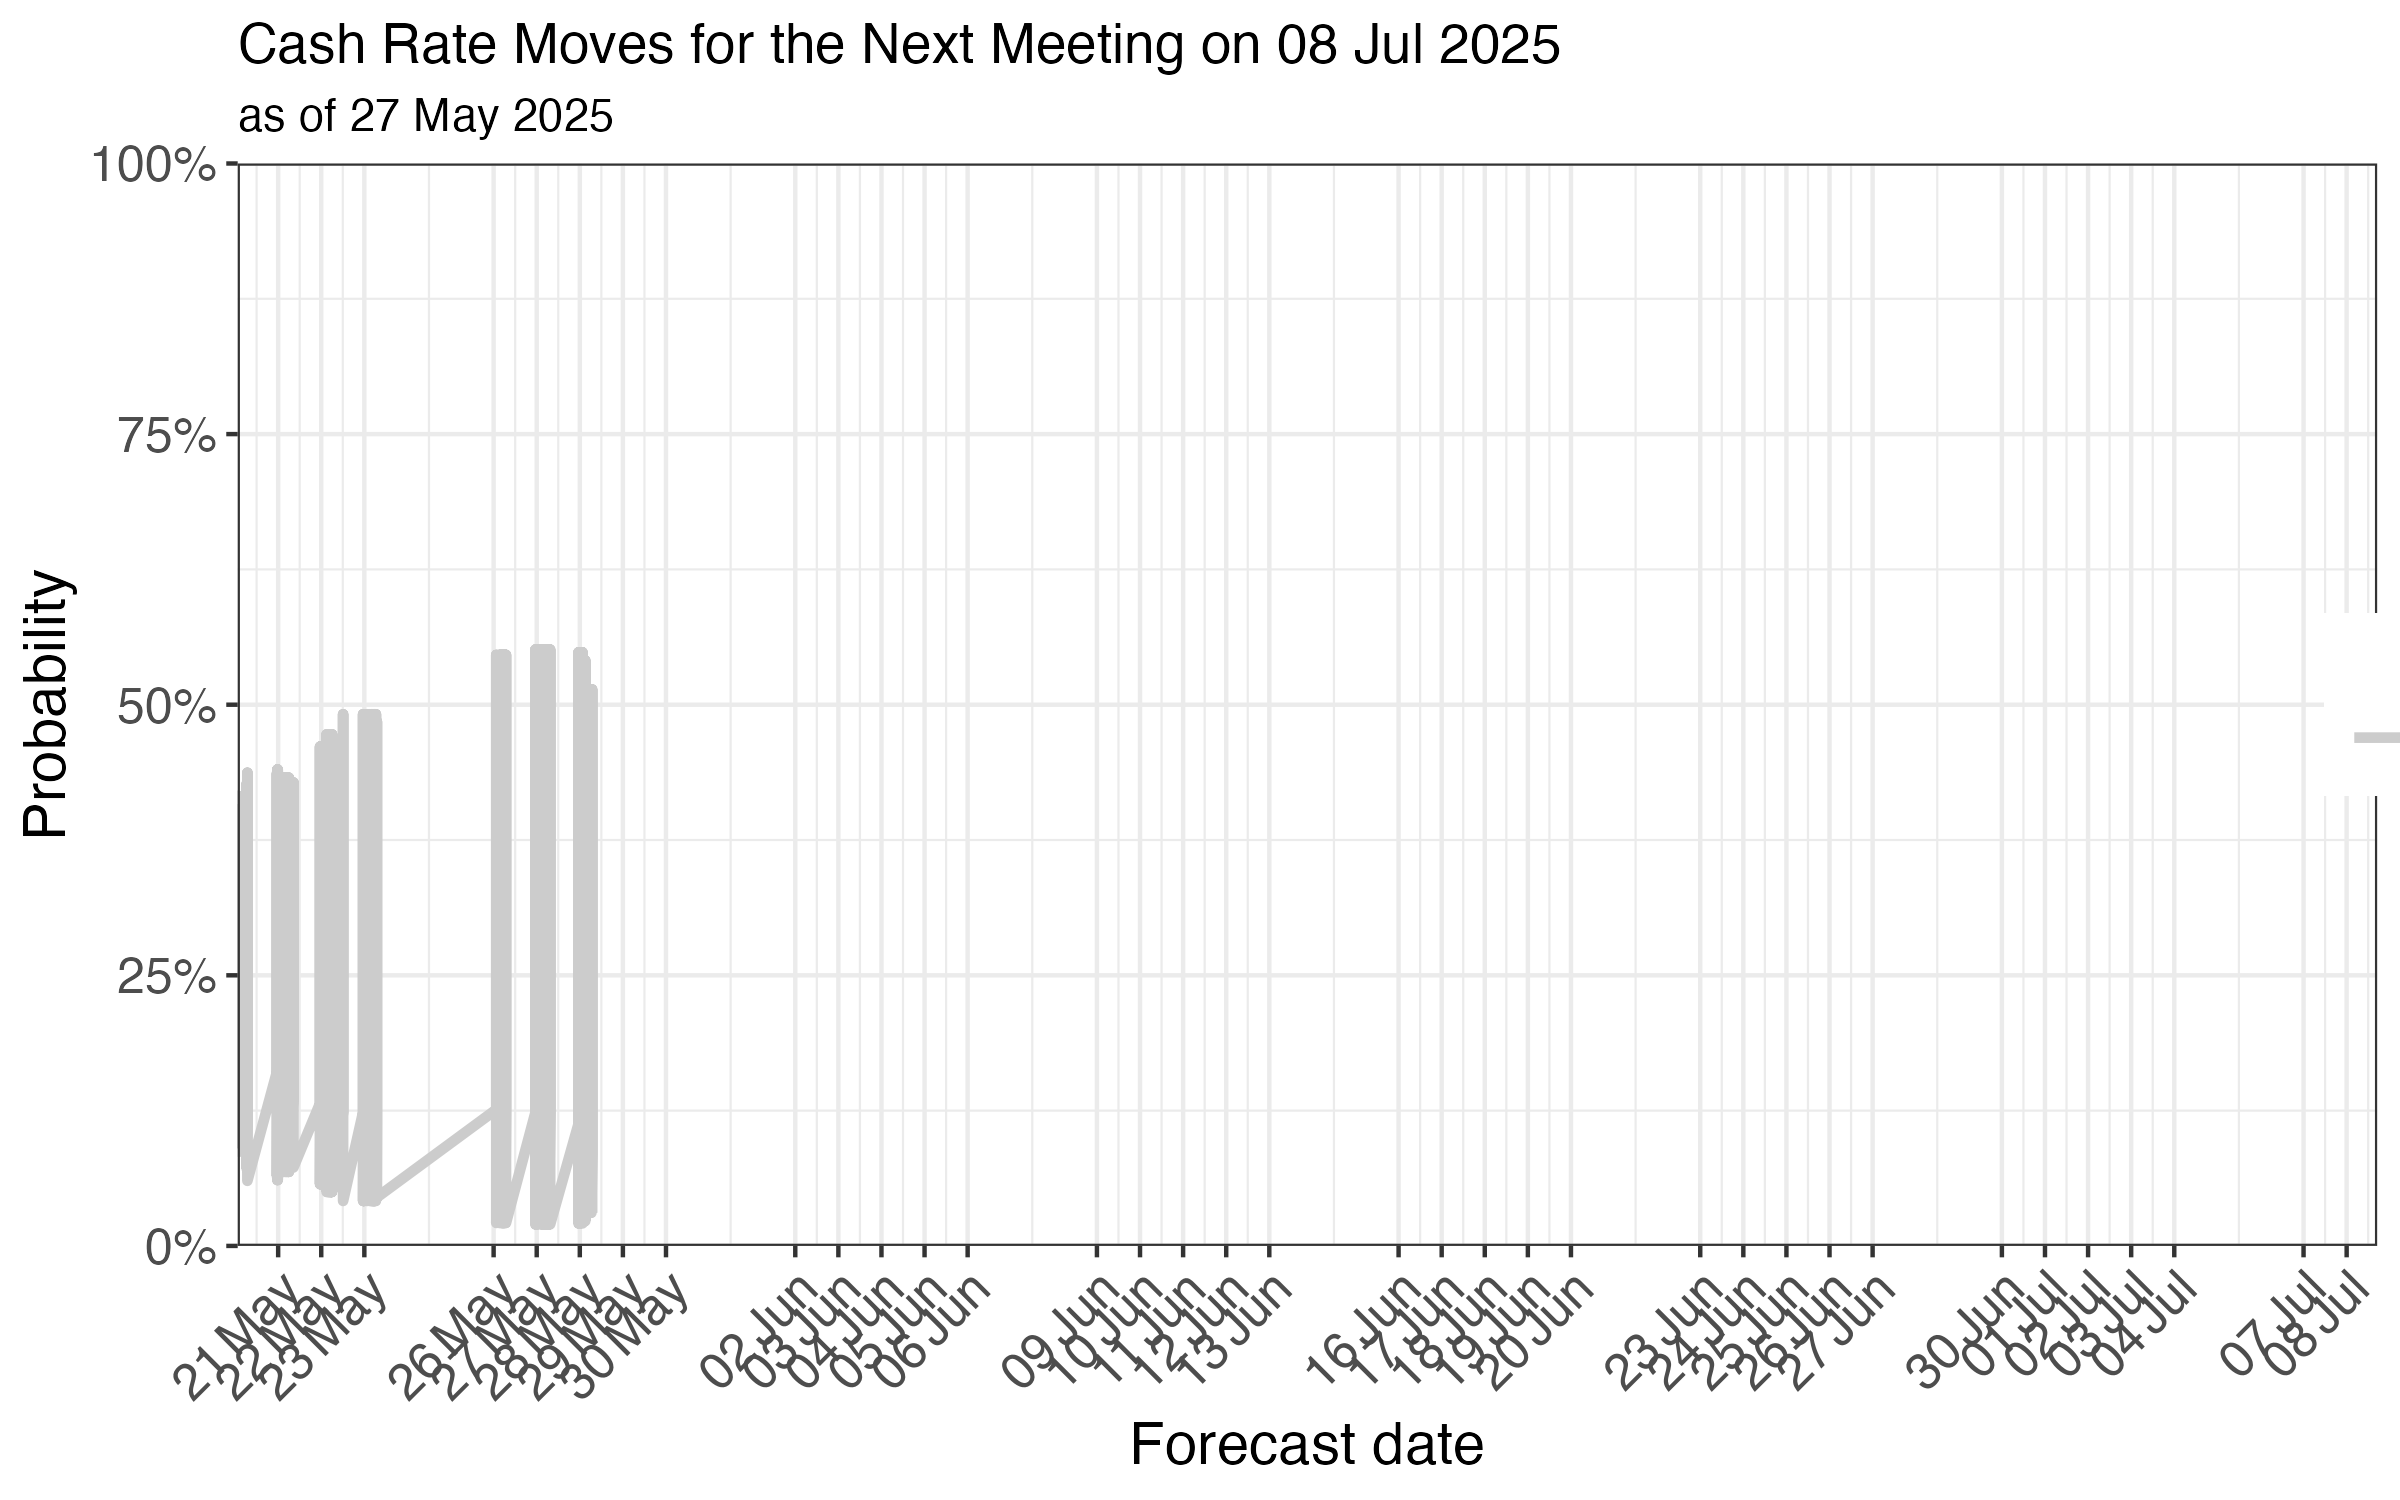 Cash Rate Moves for the Next Meeting on 08 Jul 2025
as of 27 May 2025
100%
75%
50%
25%
0%
Probability
21 May
22 May
23 May
26 May
27 May
28 May
29 May
30 May
02 Jun
03 Jun
04 Jun
05 Jun
06 Jun
09 Jun
10 Jun
11 Jun
12 Jun
13 Jun
16 Jun
17 Jun
18 Jun
19 Jun
20 Jun
23 Jun
24 Jun
25 Jun
26 Jun
27 Jun
30 Jun
01 Jul
02 Jul
03 Jul
04 Jul
07 Jul
08 Jul
Forecast date